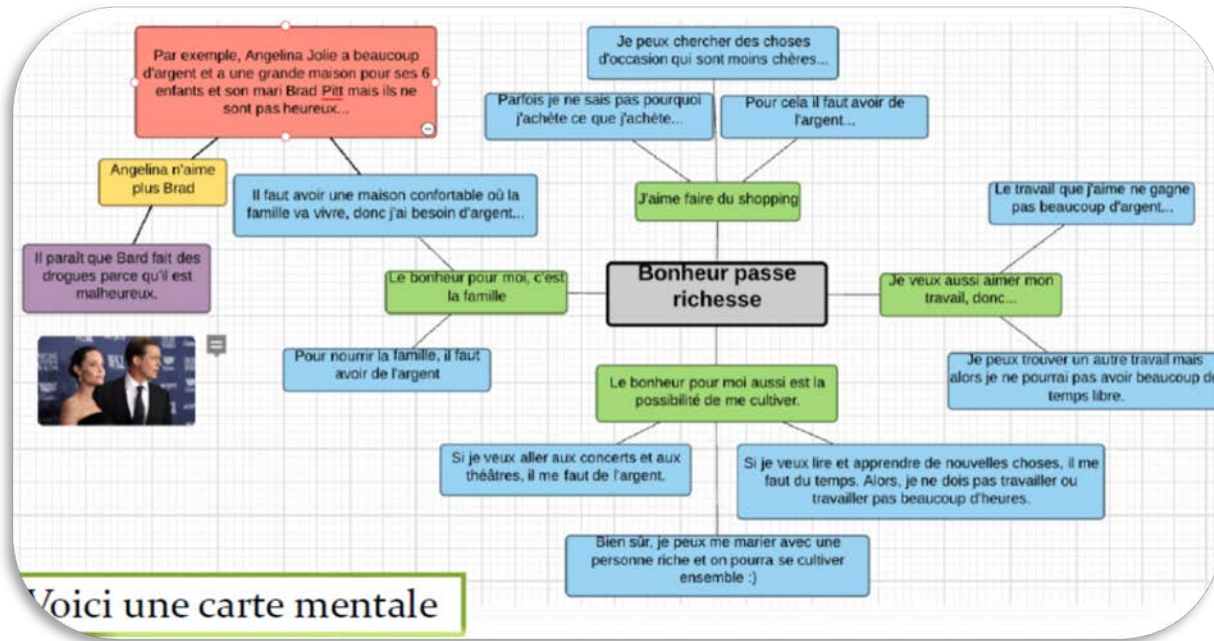 Par exemple, Angelina Jolie a beaucoup
d'argent et a une grande maison pour ses 6
enfants et son mari Brad Pitt mais ils ne
sont pas heureux...
Angelina n'aime
plus Brad
Il paraît que Bard fait des
drogues parce qu'il est
malheureux.
Il faut avoir une maison confortable où la
famille va vivre, donc j'ai besoin d'argent...
Le bonheur pour moi, c'est
la famille
Pour nourrir la famille, il faut
avoir de l'argent
Je peux chercher des choses
d'occasion qui sont moins chères...
Parfois je ne sais pas pourquoi
j'achète ce que j'achète...
Pour cela il faut avoir de
l'argent...
J'aime faire du shopping
Bonheur passe
richesse
Le travail que j'aime ne gagne
pas beaucoup d'argent...
Je veux aussi aimer mon
travail, donc...
Je peux trouver un autre travail mais
alors je ne pourrai pas avoir beaucoup de
temps libre.
Le bonheur pour moi aussi est la
possibilité de me cultiver.
Si je veux aller aux concerts et aux
théâtres, il me faut de l'argent.
Si je veux lire et apprendre de nouvelles choses, il me
faut du temps. Alors, je ne dois pas travailler ou
travailler pas beaucoup d'heures.
Bien sûr, je peux me marier avec une
personne riche et on pourra se cultiver
ensemble :)
Voici une carte mentale